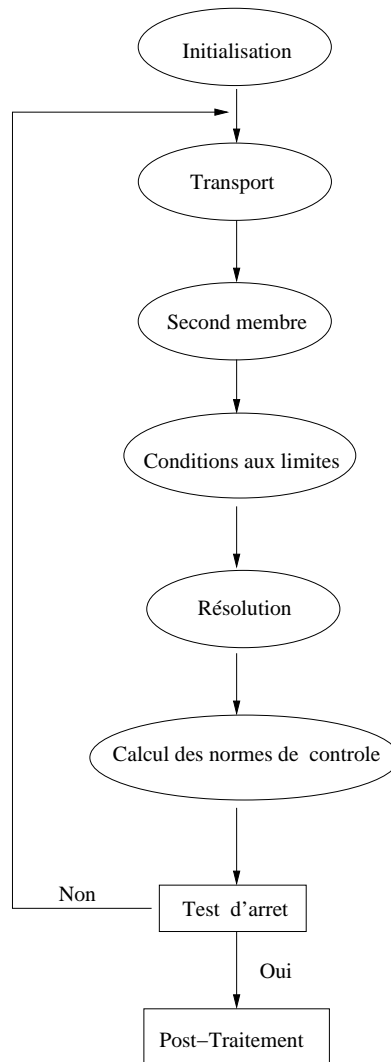 Initialisation
Transport
Second membre
Conditions aux limites
Résolution
Calcul des normes de controle
Non
Test d'arret
Oui
Post-Traitement